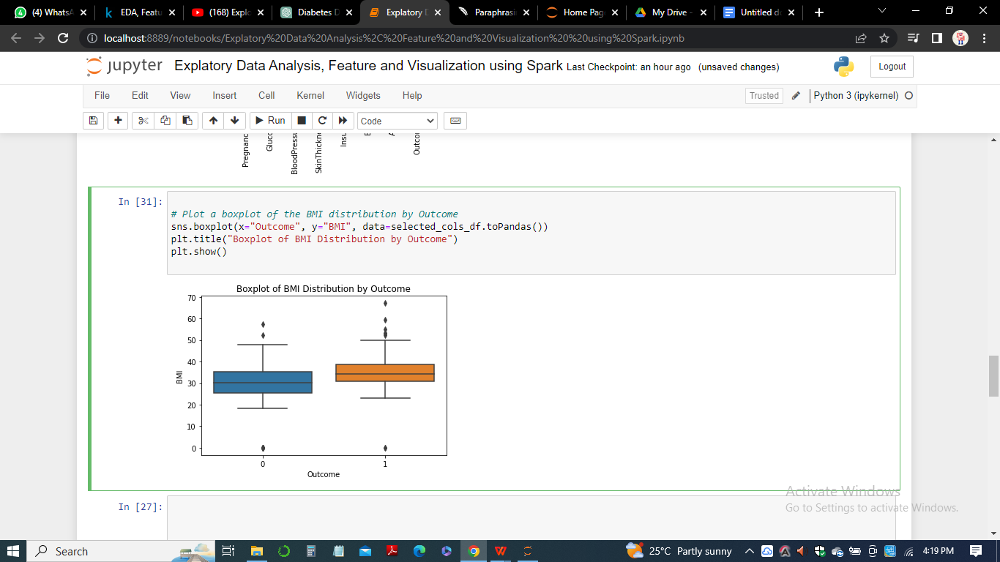 (4) WhatsA
EDA, Featu
(168) Explo
Diabetes D
Explatory D
Paraphrasin
Home Pag
My Drive -
Untitled do
localhost:8889/notebooks/Explatory%20Data%20Analysis%2C%20Feature%20and%20Visualization%20%20using%20Spark.ipynb
jupyter Explatory Data Analysis, Feature and Visualization using Spark Last Checkpoint: an hour ago (unsaved changes)
Logout
File Edit View Insert Cell Kernel Widgets Help
Trusted
Python 3 (ipykernel)
Run
Code
Pregnanc
Gluco
BloodPressu
SkinThickne
Insu
Outco
In [31]:
# Plot a boxplot of the BMI distribution by Outcome
sns.boxplot(x="Outcome", y="BMI", data=selected_cols_df.toPandas())
plt.title("Boxplot of BMI Distribution by Outcome")
plt.show()
Boxplot of BMI Distribution by Outcome
70
60
50
40
30
20
10
0
BMI
0 1
Outcome
In [27]:
Activate Windows
Go to Settings to activate Windows.
Search
25°C Partly sunny
4:19 PM